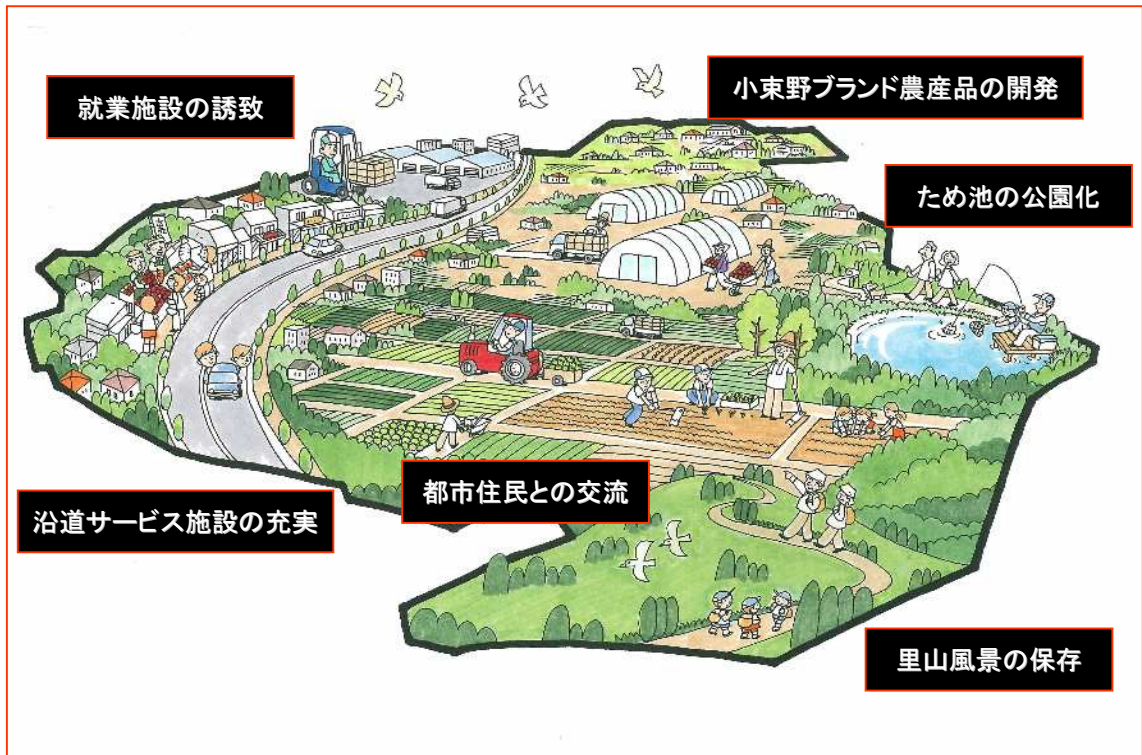 就業施設の誘致
小束野ブランド農産品の開発
ため池の公園化
都市住民との交流
沿道サービス施設の充実
里山風景の保存